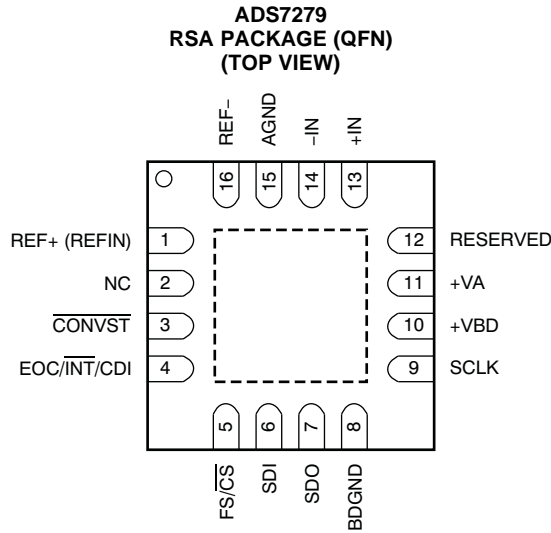 ADS7279
RSA PACKAGE (QFN)
(TOP VIEW)
REF−
AGND
−IN
+IN
16
15
14
13
REF+ (REFIN) 1
12 RESERVED
NC 2
11 +VA
CONVST 3
10 +VBD
EOC/INT/CDI 4
9 SCLK
5
6
7
8
FS/CS
SDI
SDO
BDGND